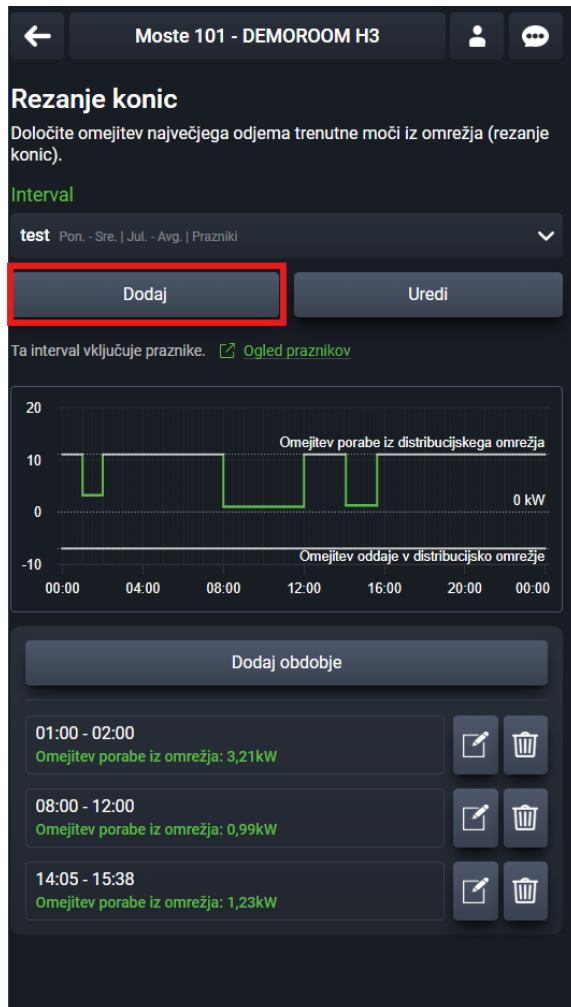 Moste 101 - DEMOROOM H3
Rezanje konic
Določite omejitev največjega odjema trenutne moči iz omrežja (rezanje
konic).
Interval
test Pon. - Sre. | Jul. - Avg. | Prazniki
Dodaj Uredi
Ta interval vključuje praznike. Ogled praznikov
20
Omejitev porabe iz distribucijskega omrežja
10
0 kW
0
Omejitev oddaje v distribucijsko omrežje
-10
00:00 04:00 08:00 12:00 16:00 20:00 00:00
Dodaj obdobje
01:00 - 02:00
Omejitev porabe iz omrežja: 3,21kW
08:00 - 12:00
Omejitev porabe iz omrežja: 0,99kW
14:05 - 15:38
Omejitev porabe iz omrežja: 1,23kW